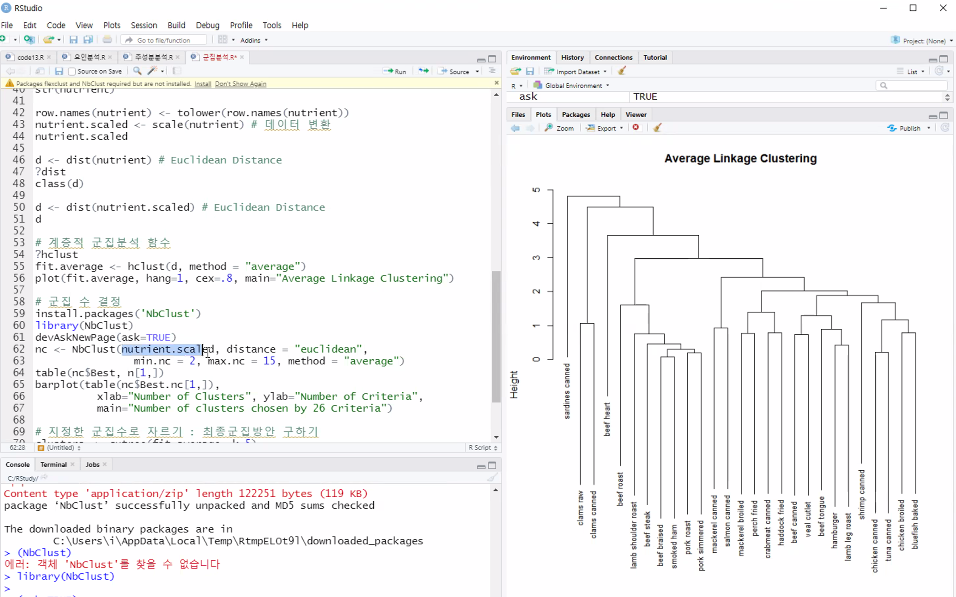 RStudio
File Edit Code View Plots Session Build Debug Profile Tools Help
Go to file/function Addins Project: (None)
code13.R 요인분석.R 주성분분석.R 군집분석.R*
Source on Save Run Source
Packages flexclust and NbClust required but are not installed. Install Don't Show Again
40 str(nutrient)
41
42 row.names(nutrient) <- tolower(row.names(nutrient))
43 nutrient.scaled <- scale(nutrient) # 데이터 변환
44 nutrient.scaled
45
46 d <- dist(nutrient) # Euclidean Distance
47 ?dist
48 class(d)
49
50 d <- dist(nutrient.scaled) # Euclidean Distance
51 d
52
53 # 계층적 군집분석 함수
54 ?hclust
55 fit.average <- hclust(d, method = "average")
56 plot(fit.average, hang=1, cex=.8, main="Average Linkage Clustering")
57
58 # 군집 수 결정
59 install.packages('NbClust')
60 library(NbClust)
61 devAskNewPage(ask=TRUE)
62 nc <- NbClust(nutrient.scaled, distance = "euclidean",
63 min.nc = 2, max.nc = 15, method = "average")
64 table(nc$Best, n[1,])
65 barplot(table(nc$Best.nc[1,]),
66 xlab="Number of Clusters", ylab="Number of Criteria",
67 main="Number of clusters chosen by 26 Criteria")
68
69 # 지정한 군집수로 자르기 : 최종군집방안 구하기
62:28 (Untitled) R Script
Console Terminal Jobs
C:/RStudy/
Content type 'application/zip' length 122251 bytes (119 KB)
package 'NbClust' successfully unpacked and MD5 sums checked
The downloaded binary packages are in
C:\Users\i\AppData\Local\Temp\RtmpELOt9l\downloaded_packages
> (NbClust)
에러: 객체 'NbClust'를 찾을 수 없습니다
> library(NbClust)
>
Environment History Connections Tutorial
Import Dataset List
R Global Environment
ask TRUE
Files Plots Packages Help Viewer
Zoom Export Publish
Average Linkage Clustering
Height
5
4
3
2
1
0
sardines canned
clams raw
clams canned
beef heart
beef roast
lamb shoulder roast
beef steak
beef braised
smoked ham
pork roast
pork simmered
mackerel canned
salmon canned
mackerel broiled
perch fried
crabmeat canned
haddock fried
beef canned
veal cutlet
beef tongue
hamburger
lamb leg roast
shrimp canned
chicken canned
tuna canned
chicken broiled
bluefish baked